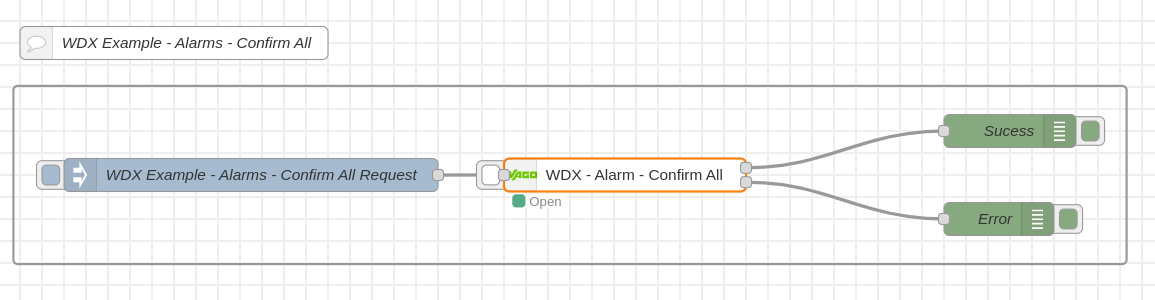 WDX Example - Alarms - Confirm All
Sucess
WDX Example - Alarms - Confirm All Request
WAGO WDX - Alarm - Confirm All
Open
Error